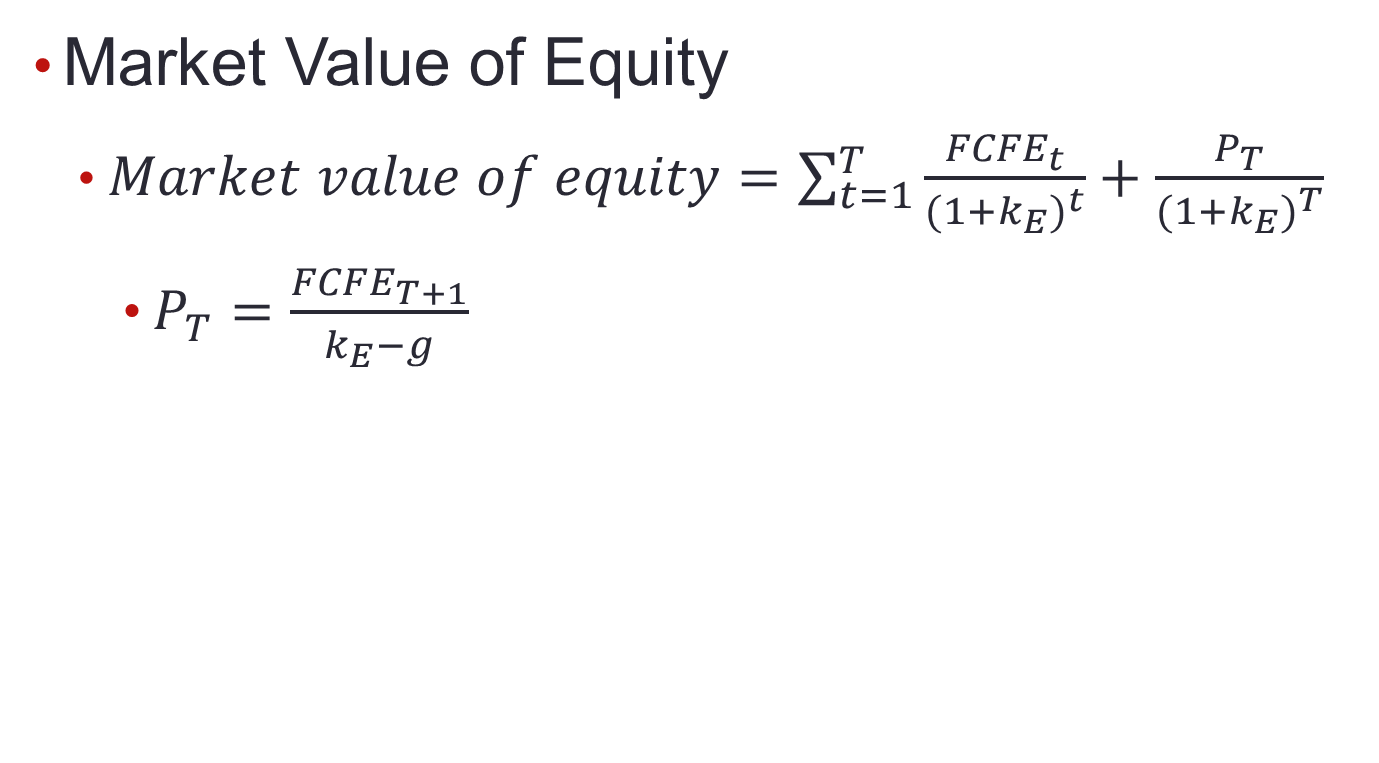 • Market Value of Equity
• Market value of equity = ∑_{t=1}^{T} FCFE_t/(1+k_E)^t + P_T/(1+k_E)^T
• P_T = FCFE_{T+1}/(k_E−g)